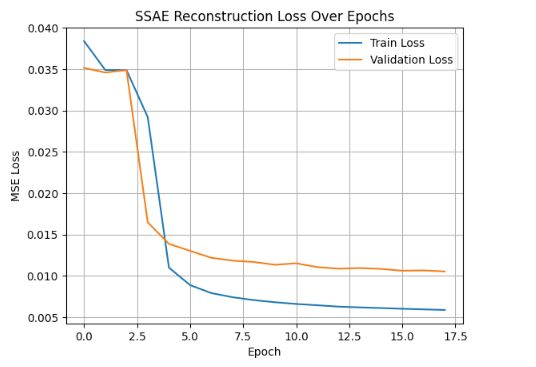 SSAE Reconstruction Loss Over Epochs
Train Loss
Validation Loss
MSE Loss
0.040
0.035
0.030
0.025
0.020
0.015
0.010
0.005
0.0 2.5 5.0 7.5 10.0 12.5 15.0 17.5
Epoch